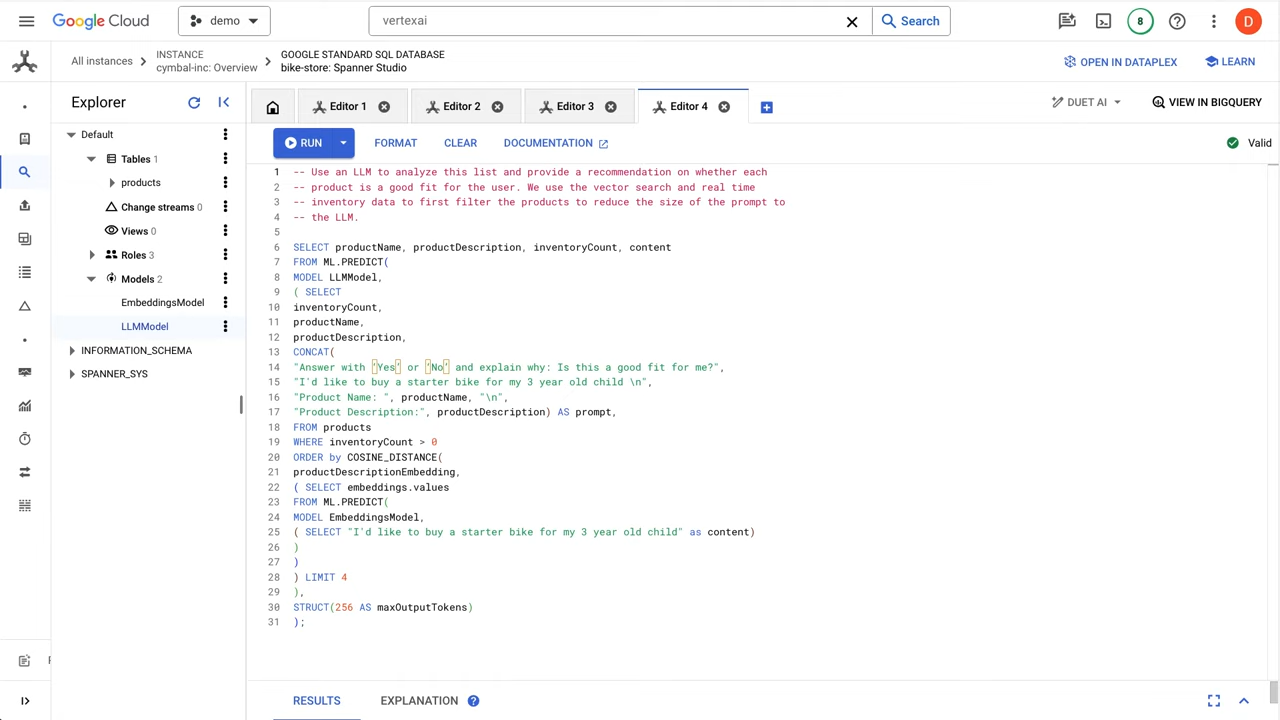 Google Cloud
demo
vertexai
Search
8
D
All instances
INSTANCE
cymbal-inc: Overview
GOOGLE STANDARD SQL DATABASE
bike-store: Spanner Studio
OPEN IN DATAPLEX
LEARN
Explorer
Editor 1
Editor 2
Editor 3
Editor 4
DUET AI
VIEW IN BIGQUERY
Default
Tables 1
products
Change streams 0
Views 0
Roles 3
Models 2
EmbeddingsModel
LLMModel
INFORMATION_SCHEMA
SPANNER_SYS
RUN
FORMAT
CLEAR
DOCUMENTATION
Valid
1 -- Use an LLM to analyze this list and provide a recommendation on whether each
2 -- product is a good fit for the user. We use the vector search and real time
3 -- inventory data to first filter the products to reduce the size of the prompt to
4 -- the LLM.
5
6 SELECT productName, productDescription, inventoryCount, content
7 FROM ML.PREDICT(
8 MODEL LLMModel,
9 ( SELECT
10 inventoryCount,
11 productName,
12 productDescription,
13 CONCAT(
14 "Answer with 'Yes' or 'No' and explain why: Is this a good fit for me?",
15 "I'd like to buy a starter bike for my 3 year old child \n",
16 "Product Name: ", productName, "\n",
17 "Product Description:", productDescription) AS prompt,
18 FROM products
19 WHERE inventoryCount > 0
20 ORDER by COSINE_DISTANCE(
21 productDescriptionEmbedding,
22 ( SELECT embeddings.values
23 FROM ML.PREDICT(
24 MODEL EmbeddingsModel,
25 ( SELECT "I'd like to buy a starter bike for my 3 year old child" as content)
26 )
27 )
28 ) LIMIT 4
29 ),
30 STRUCT(256 AS maxOutputTokens)
31 );
RESULTS
EXPLANATION